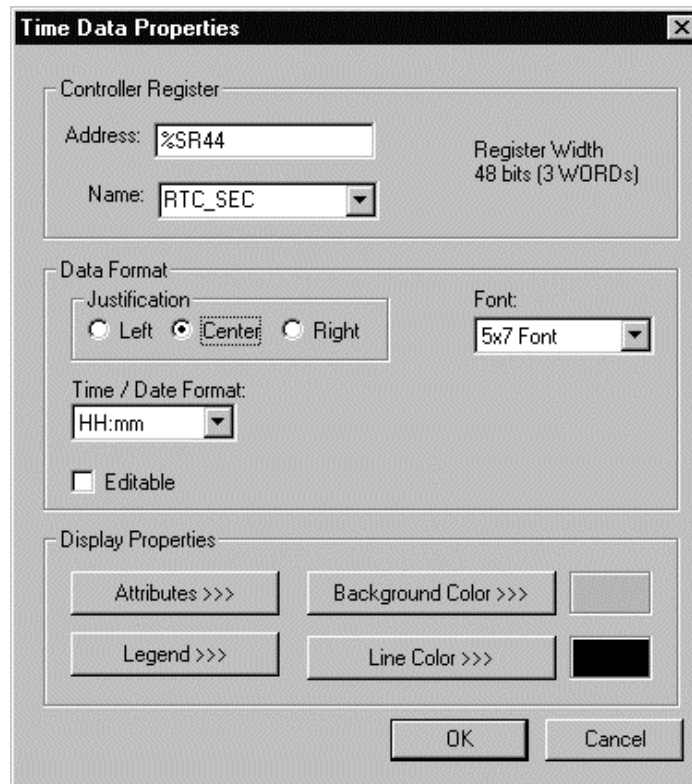 Time Data Properties
Controller Register
Address: %SR44
Register Width
48 bits (3 WORDs)
Name: RTC_SEC
Data Format
Justification
Left Center Right
Font:
5x7 Font
Time / Date Format:
HH:mm
Editable
Display Properties
Attributes >>> Background Color >>>
Legend >>> Line Color >>>
OK Cancel